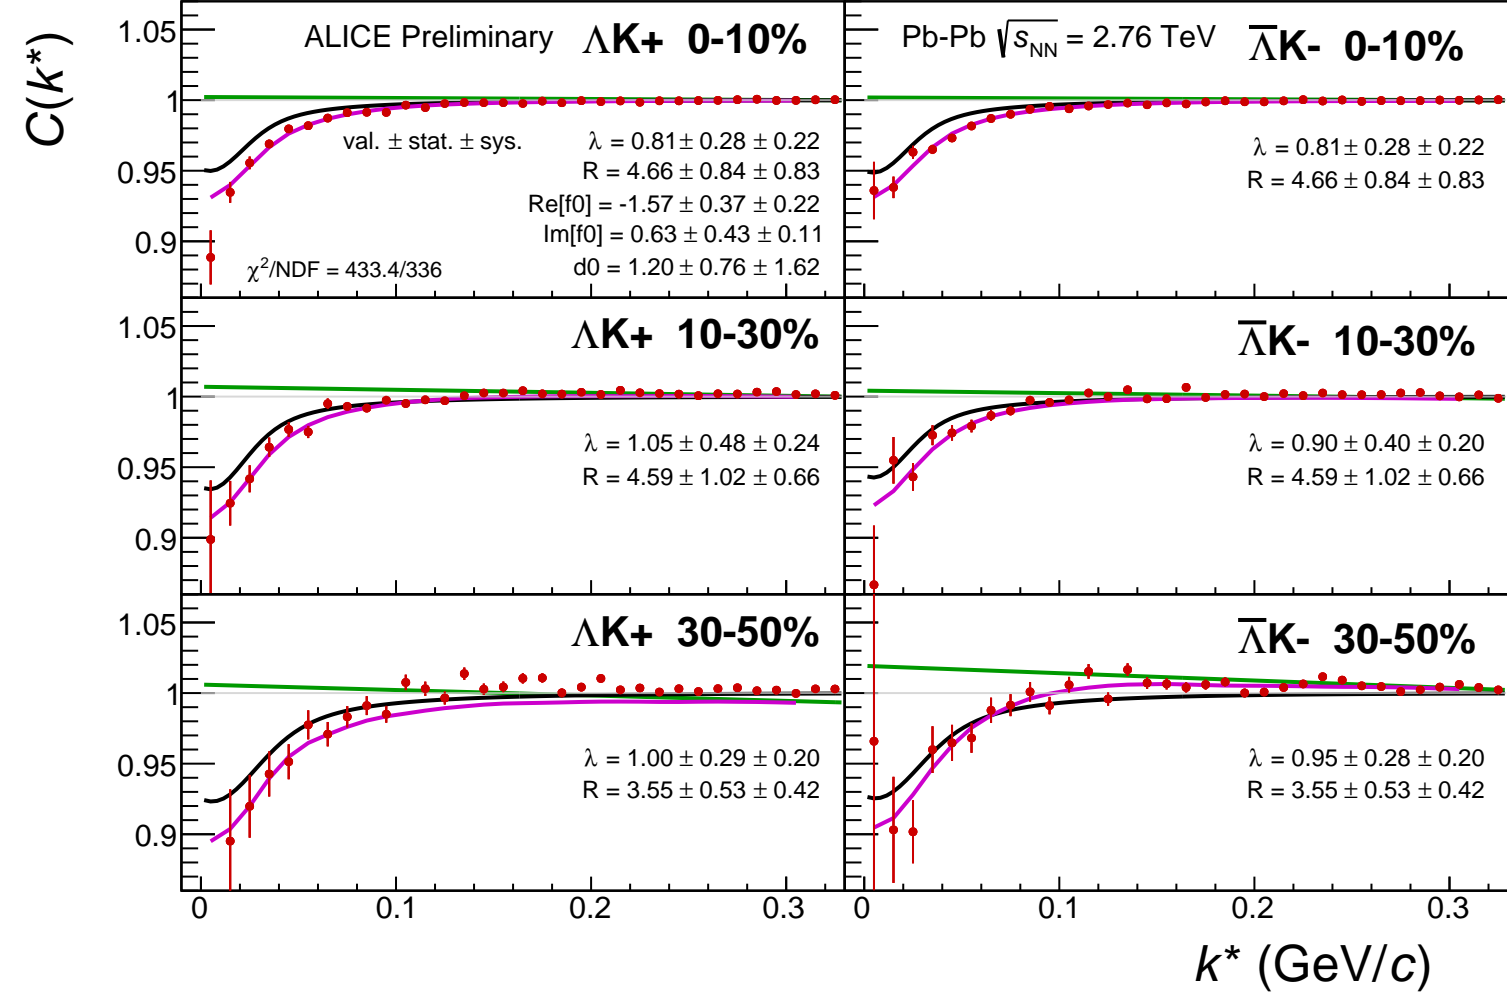 C(k*)
ALICE Preliminary ΛK+ 0-10%
1.05
1
0.95
0.9
val. ± stat. ± sys.
λ = 0.81± 0.28 ± 0.22
R = 4.66 ± 0.84 ± 0.83
Re[f0] = -1.57 ± 0.37 ± 0.22
Im[f0] = 0.63 ± 0.43 ± 0.11
d0 = 1.20 ± 0.76 ± 1.62
χ²/NDF = 433.4/336
Pb-Pb √s_NN = 2.76 TeV Λ̅K- 0-10%
λ = 0.81± 0.28 ± 0.22
R = 4.66 ± 0.84 ± 0.83
ΛK+ 10-30%
1.05
1
0.95
0.9
λ = 1.05 ± 0.48 ± 0.24
R = 4.59 ± 1.02 ± 0.66
Λ̅K- 10-30%
λ = 0.90 ± 0.40 ± 0.20
R = 4.59 ± 1.02 ± 0.66
ΛK+ 30-50%
1.05
1
0.95
0.9
λ = 1.00 ± 0.29 ± 0.20
R = 3.55 ± 0.53 ± 0.42
Λ̅K- 30-50%
λ = 0.95 ± 0.28 ± 0.20
R = 3.55 ± 0.53 ± 0.42
0 0.1 0.2 0.3 0 0.1 0.2 0.3
k* (GeV/c)